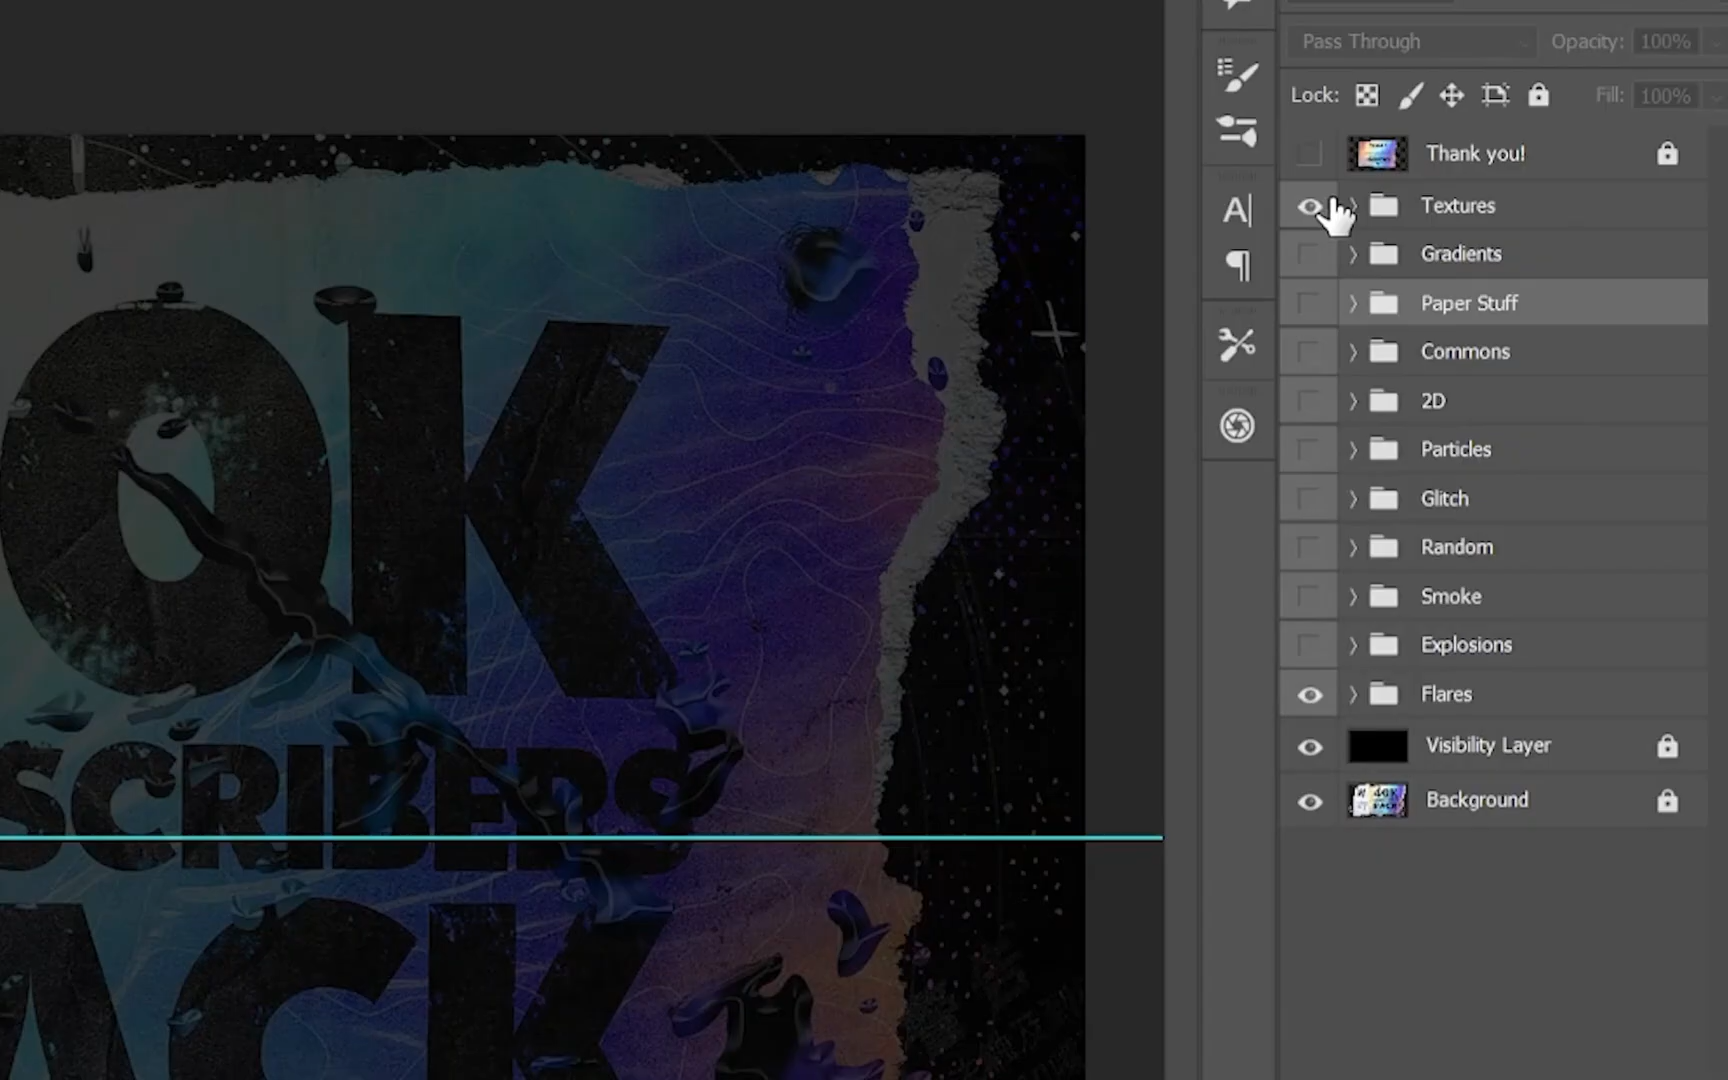 Pass Through Opacity: 100%
Lock: Fill: 100%
Thank you!
Textures
Gradients
Paper Stuff
Commons
2D
Particles
Glitch
Random
Smoke
Explosions
Flares
Visibility Layer
Background
OK
SCRIBERS
ACK